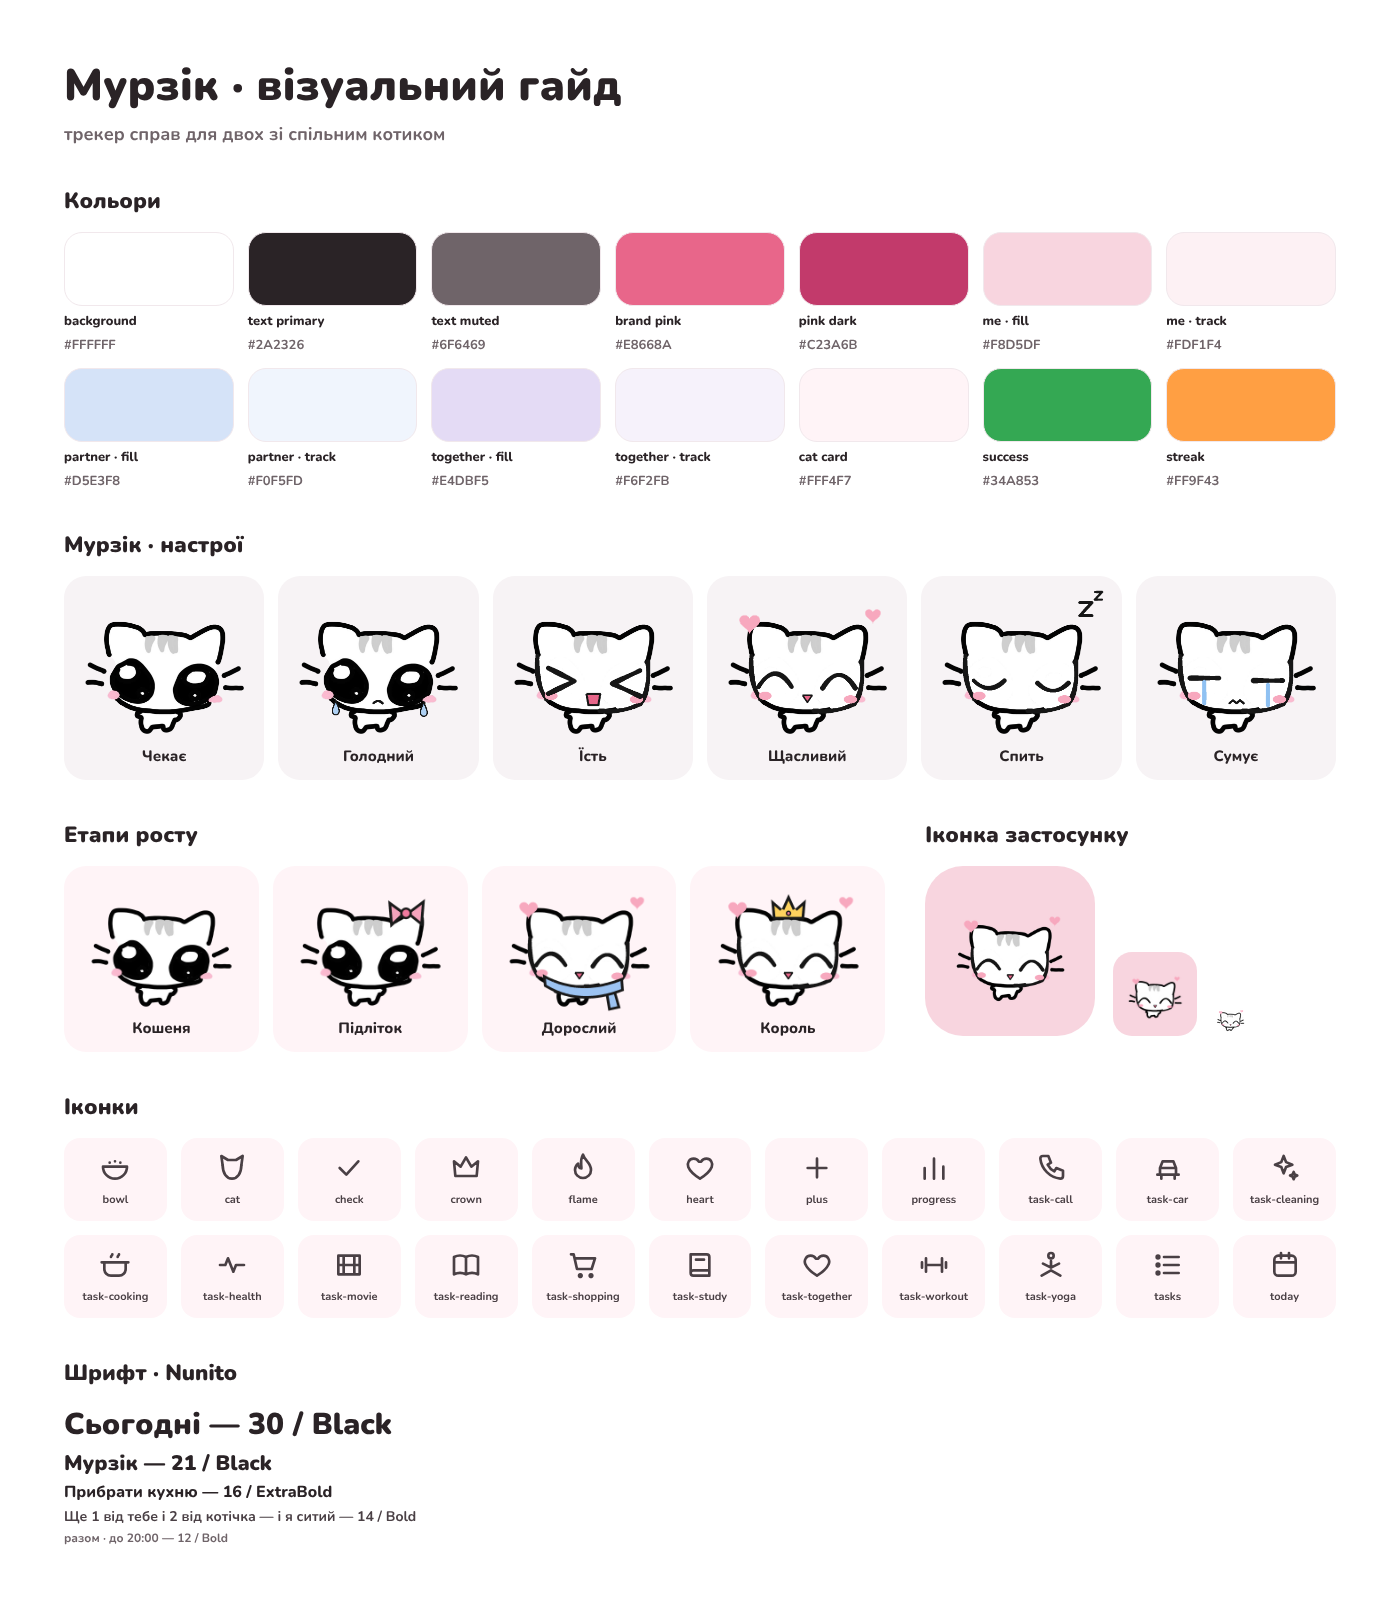 Мурзік · візуальний гайд
трекер справ для двох зі спільним котиком
Кольори
background
text primary
text muted
brand pink
pink dark
me · fill
me · track
#FFFFFF
#2A2326
#6F6469
#E8668A
#C23A6B
#F8D5DF
#FDF1F4
partner · fill
partner · track
together · fill
together · track
cat card
success
streak
#D5E3F8
#F0F5FD
#E4DBF5
#F6F2FB
#FFF4F7
#34A853
#FF9F43
Мурзік · настрої
z
z
Чекає
Голодний
Їсть
Щасливий
Спить
Сумує
Етапи росту
Іконка застосунку
Кошеня
Підліток
Дорослий
Король
Іконки
bowl
cat
check
crown
flame
heart
plus
progress
task-call
task-car
task-cleaning
task-cooking
task-health
task-movie
task-reading
task-shopping
task-study
task-together
task-workout
task-yoga
tasks
today
Шрифт · Nunito
Сьогодні — 30 / Black
Мурзік — 21 / Black
Прибрати кухню — 16 / ExtraBold
Ще 1 від тебе і 2 від котічка — і я ситий — 14 / Bold
разом · до 20:00 — 12 / Bold